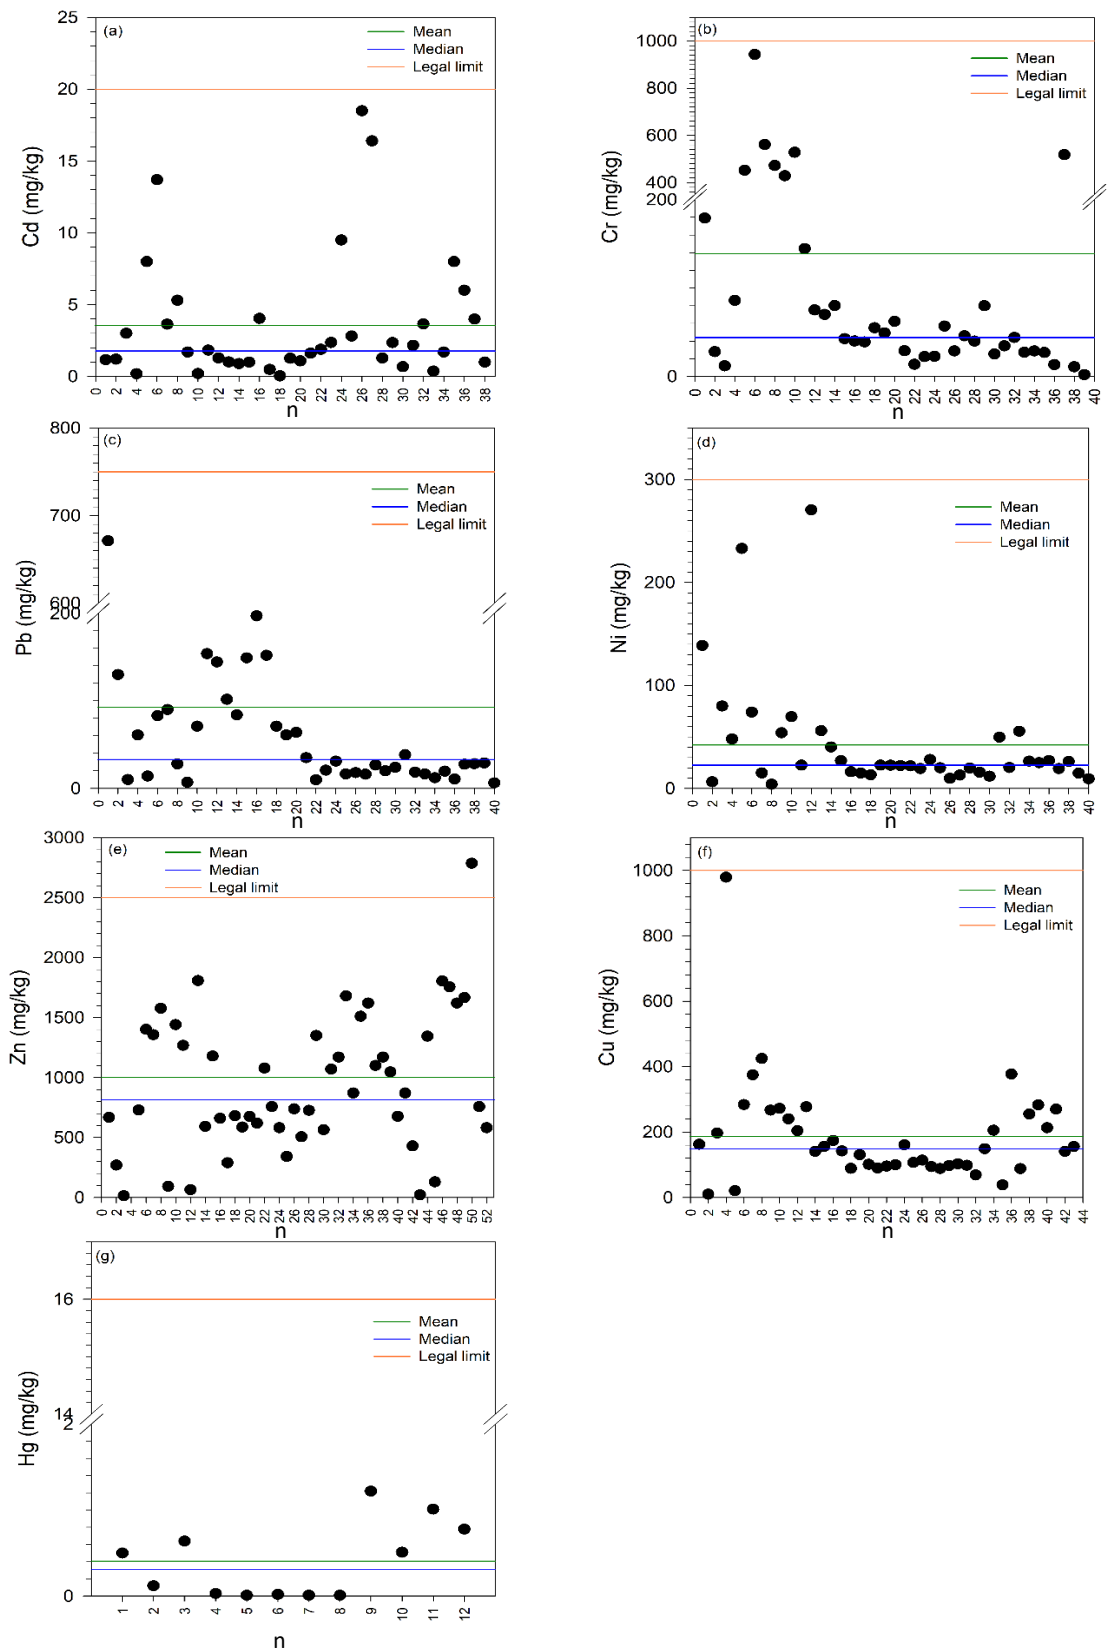 (a)
Mean
Median
Legal limit
25
20
15
10
5
0
Cd (mg/kg)
0 2 4 6 8 10 12 14 16 18 20 22 24 26 28 30 32 34 36 38
n
(b)
Mean
Median
Legal limit
1000
800
600
400
200
0
Cr (mg/kg)
0 2 4 6 8 10 12 14 16 18 20 22 24 26 28 30 32 34 36 38 40
n
(c)
Mean
Median
Legal limit
800
700
600
200
0
Pb (mg/kg)
0 2 4 6 8 10 12 14 16 18 20 22 24 26 28 30 32 34 36 38 40
n
(d)
Mean
Median
Legal limit
300
200
100
0
Ni (mg/kg)
0 2 4 6 8 10 12 14 16 18 20 22 24 26 28 30 32 34 36 38 40
n
(e)
Mean
Median
Legal limit
3000
2500
2000
1500
1000
500
0
Zn (mg/kg)
0 2 4 6 8 10 12 14 16 18 20 22 24 26 28 30 32 34 36 38 40 42 44 46 48 50 52
n
(f)
Mean
Median
Legal limit
1000
800
600
400
200
0
Cu (mg/kg)
0 2 4 6 8 10 12 14 16 18 20 22 24 26 28 30 32 34 36 38 40 42 44
n
(g)
Mean
Median
Legal limit
16
14
2
0
Hg (mg/kg)
1 2 3 4 5 6 7 8 9 10 11 12
n